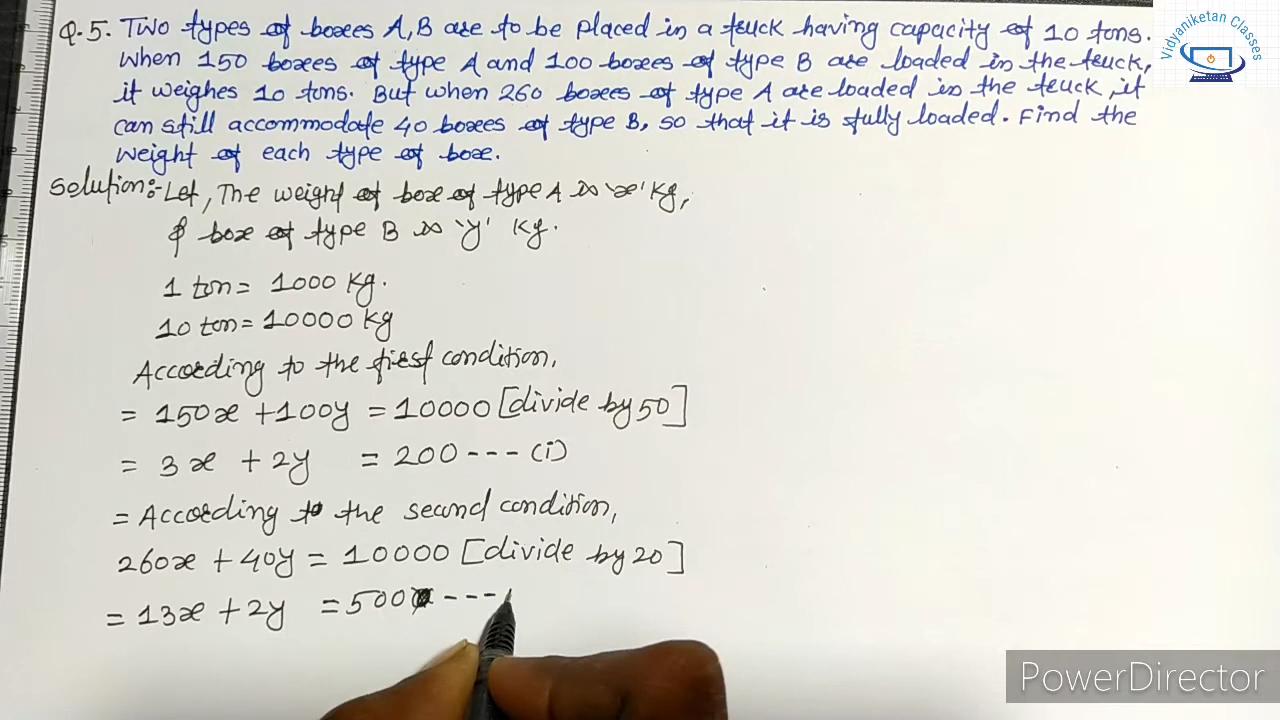 Q.5. Two types of boxes A, B are to be placed in a truck having capacity of 10 tons.
When 150 boxes of type A and 100 boxes of type B are loaded in the truck,
it weighes 10 tons. But when 260 boxes of type A are loaded in the truck, it
can still accommodate 40 boxes of type B, so that it is fully loaded. Find the
weight of each type of box.
Solution:- Let, The weight of box of type A is 'x' Kg,
& box of type B is 'y' Kg.
1 ton = 1000 Kg.
10 ton = 10000 Kg
According to the first condition,
= 150x + 100y = 10000 [divide by 50]
= 3x + 2y = 200 --- (i)
= According to the second condition,
260x + 40y = 10000 [divide by 20]
= 13x + 2y = 500 ---
Vidyaniketan Classes
PowerDirector